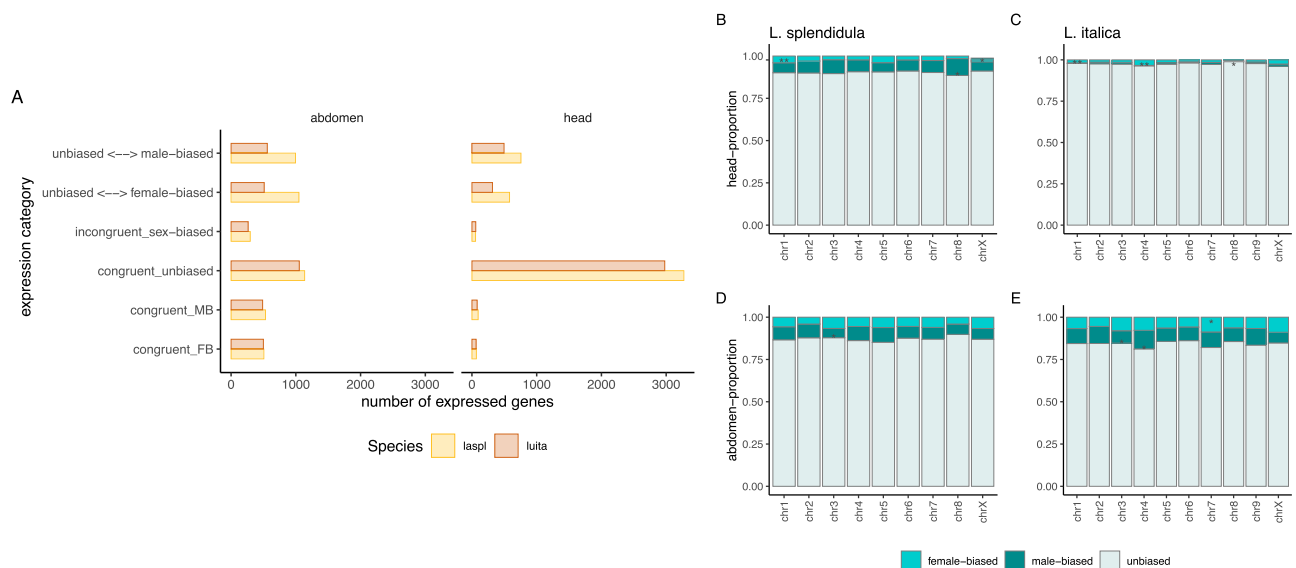 A
abdomen
head
expression category
unbiased <−−> male−biased
unbiased <−−> female−biased
incongruent_sex−biased
congruent_unbiased
congruent_MB
congruent_FB
0 1000 2000 3000
0 1000 2000 3000
number of expressed genes
Species laspl luita
B
L. splendidula
head−proportion
1.00
0.75
0.50
0.25
0.00
** * *
chr1 chr2 chr3 chr4 chr5 chr6 chr7 chr8 chrX
C
L. italica
1.00
0.75
0.50
0.25
0.00
** ** *
chr1 chr2 chr3 chr4 chr5 chr6 chr7 chr8 chr9 chrX
D
abdomen−proportion
1.00
0.75
0.50
0.25
0.00
*
chr1 chr2 chr3 chr4 chr5 chr6 chr7 chr8 chrX
E
1.00
0.75
0.50
0.25
0.00
* * *
chr1 chr2 chr3 chr4 chr5 chr6 chr7 chr8 chr9 chrX
female−biased male−biased unbiased